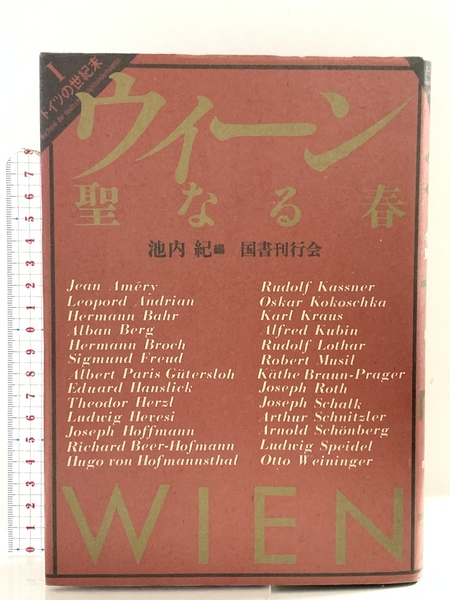 I
ドイツの世紀末
ウィーン
聖なる春
池内 紀 編 国書刊行会
Jean Améry
Leopord Andrian
Hermann Bahr
Alban Berg
Hermann Broch
Sigmund Freud
Albert Paris Gütersloh
Eduard Hanslick
Theodor Herzl
Ludwig Hevesi
Joseph Hoffmann
Richard Beer-Hofmann
Hugo von Hofmannsthal
Rudolf Kassner
Oskar Kokoschka
Karl Kraus
Alfred Kubin
Rudolf Lothar
Robert Musil
Käthe Braun-Prager
Joseph Roth
Joseph Schalk
Arthur Schnitzler
Arnold Schönberg
Ludwig Speidel
Otto Weininger
WIEN